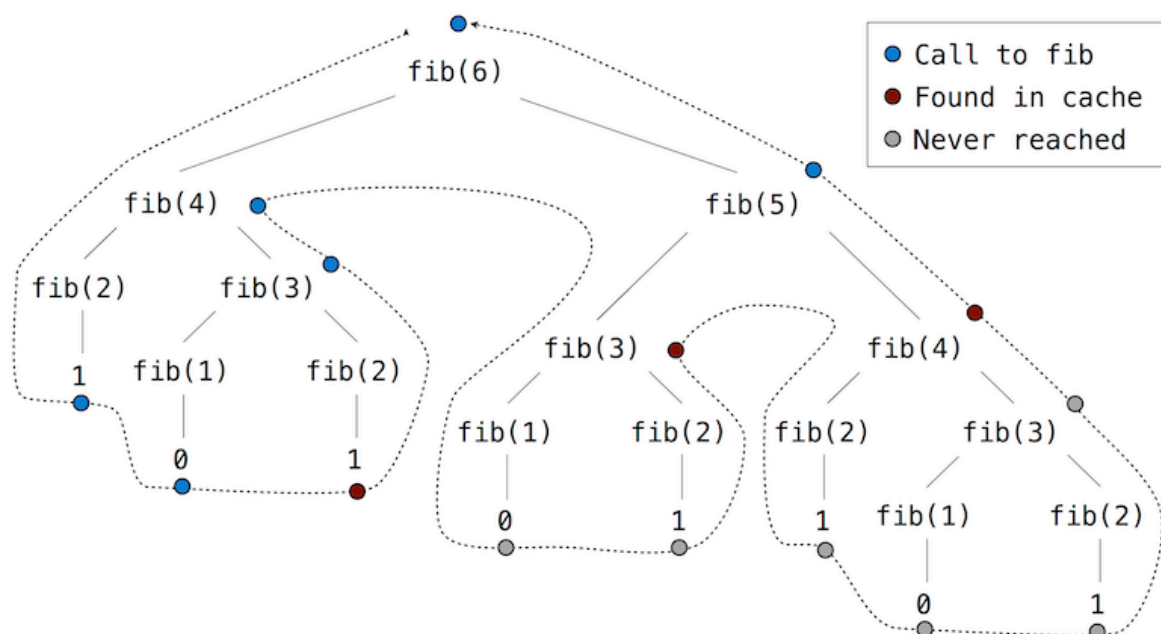 fib(6)
Call to fib
Found in cache
Never reached
fib(4)
fib(5)
fib(2)
fib(3)
fib(3)
fib(4)
1
fib(1)
fib(2)
fib(1)
fib(2)
fib(2)
fib(3)
0
1
0
1
1
fib(1)
fib(2)
0
1